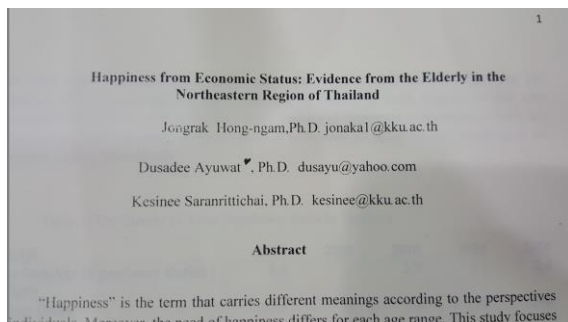 1
Happiness from Economic Status: Evidence from the Elderly in the
Northeastern Region of Thailand
Jongrak Hong-ngam,Ph.D. jonaka1@kku.ac.th
Dusadee Ayuwat♥, Ph.D. dusayu@yahoo.com
Kesinee Saranrittichai, Ph.D. kesinee@kku.ac.th
Abstract
"Happiness" is the term that carries different meanings according to the perspectives
individuals. Moreover, the need of happiness differs for each age range. This study focuses